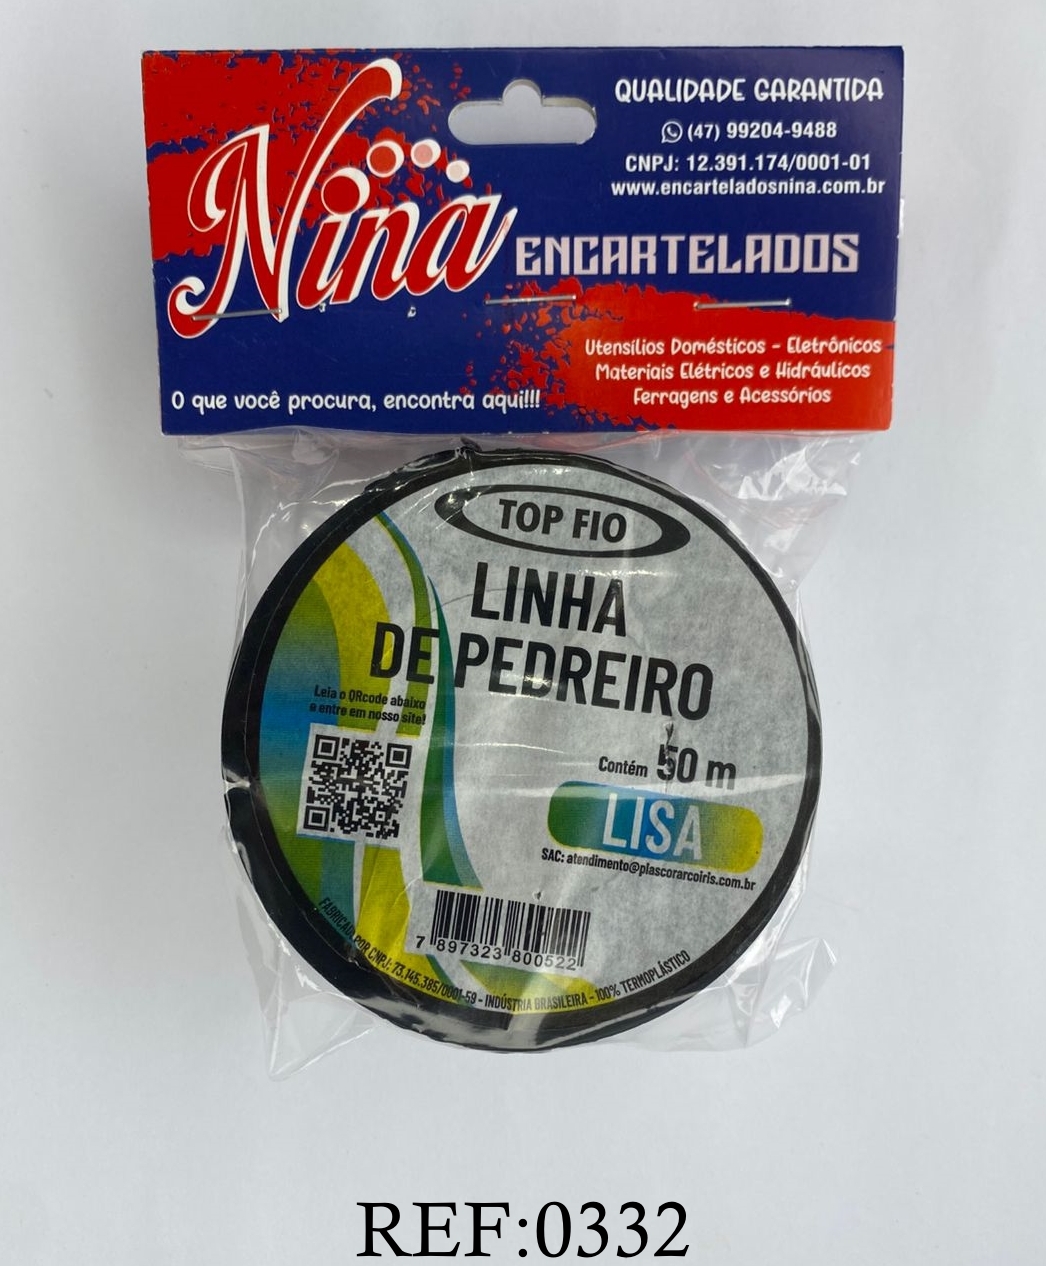 Nina
ENCARTELADOS
QUALIDADE GARANTIDA
(47) 99204-9488
CNPJ: 12.391.174/0001-01
www.encarteladosnina.com.br
Utensílios Domésticos - Eletrônicos
Materiais Elétricos e Hidráulicos
Ferragens e Acessórios
O que você procura, encontra aqui!!!
TOP FIO
LINHA
DE PEDREIRO
Leia o QRcode abaixo
e entre em nosso site!
Contém 50 m
LISA
SAC: atendimento@plascorarcoiris.com.br
7 897323 800522
FABRICADO POR CNPJ: 73.145.385/0001-59 - INDÚSTRIA BRASILEIRA - 100% TERMOPLÁSTICO
REF:0332